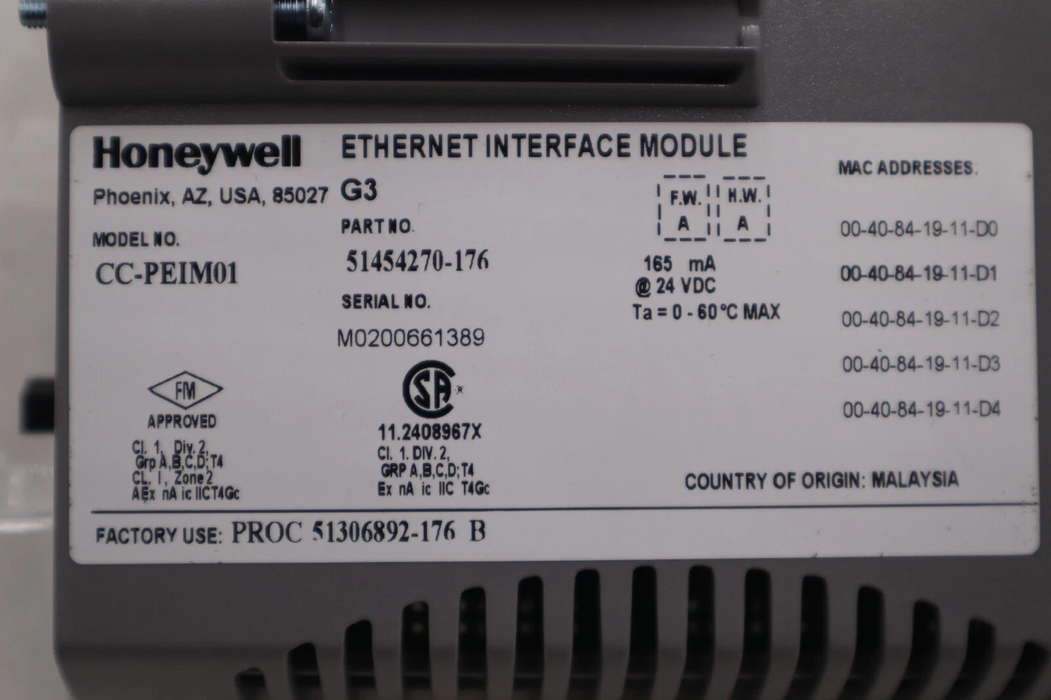 Honeywell
Phoenix, AZ, USA, 85027
MODEL NO.
CC-PEIM01
ETHERNET INTERFACE MODULE
G3
PART NO.
51454270-176
SERIAL NO.
M0200661389
F.W.
A
H.W.
A
165 mA
@ 24 VDC
Ta = 0 - 60°C MAX
MAC ADDRESSES.
00-40-84-19-11-D0
00-40-84-19-11-D1
00-40-84-19-11-D2
00-40-84-19-11-D3
00-40-84-19-11-D4
FM
APPROVED
Cl. 1, Div. 2,
Grp A,B,C,D; T4
CL. I, Zone 2
AEx nA ic IIC T4Gc
SA
11.2408967X
Cl. 1. DIV. 2,
GRP A,B,C,D; T4
Ex nA ic IIC T4Gc
COUNTRY OF ORIGIN: MALAYSIA
FACTORY USE: PROC 51306892-176 B